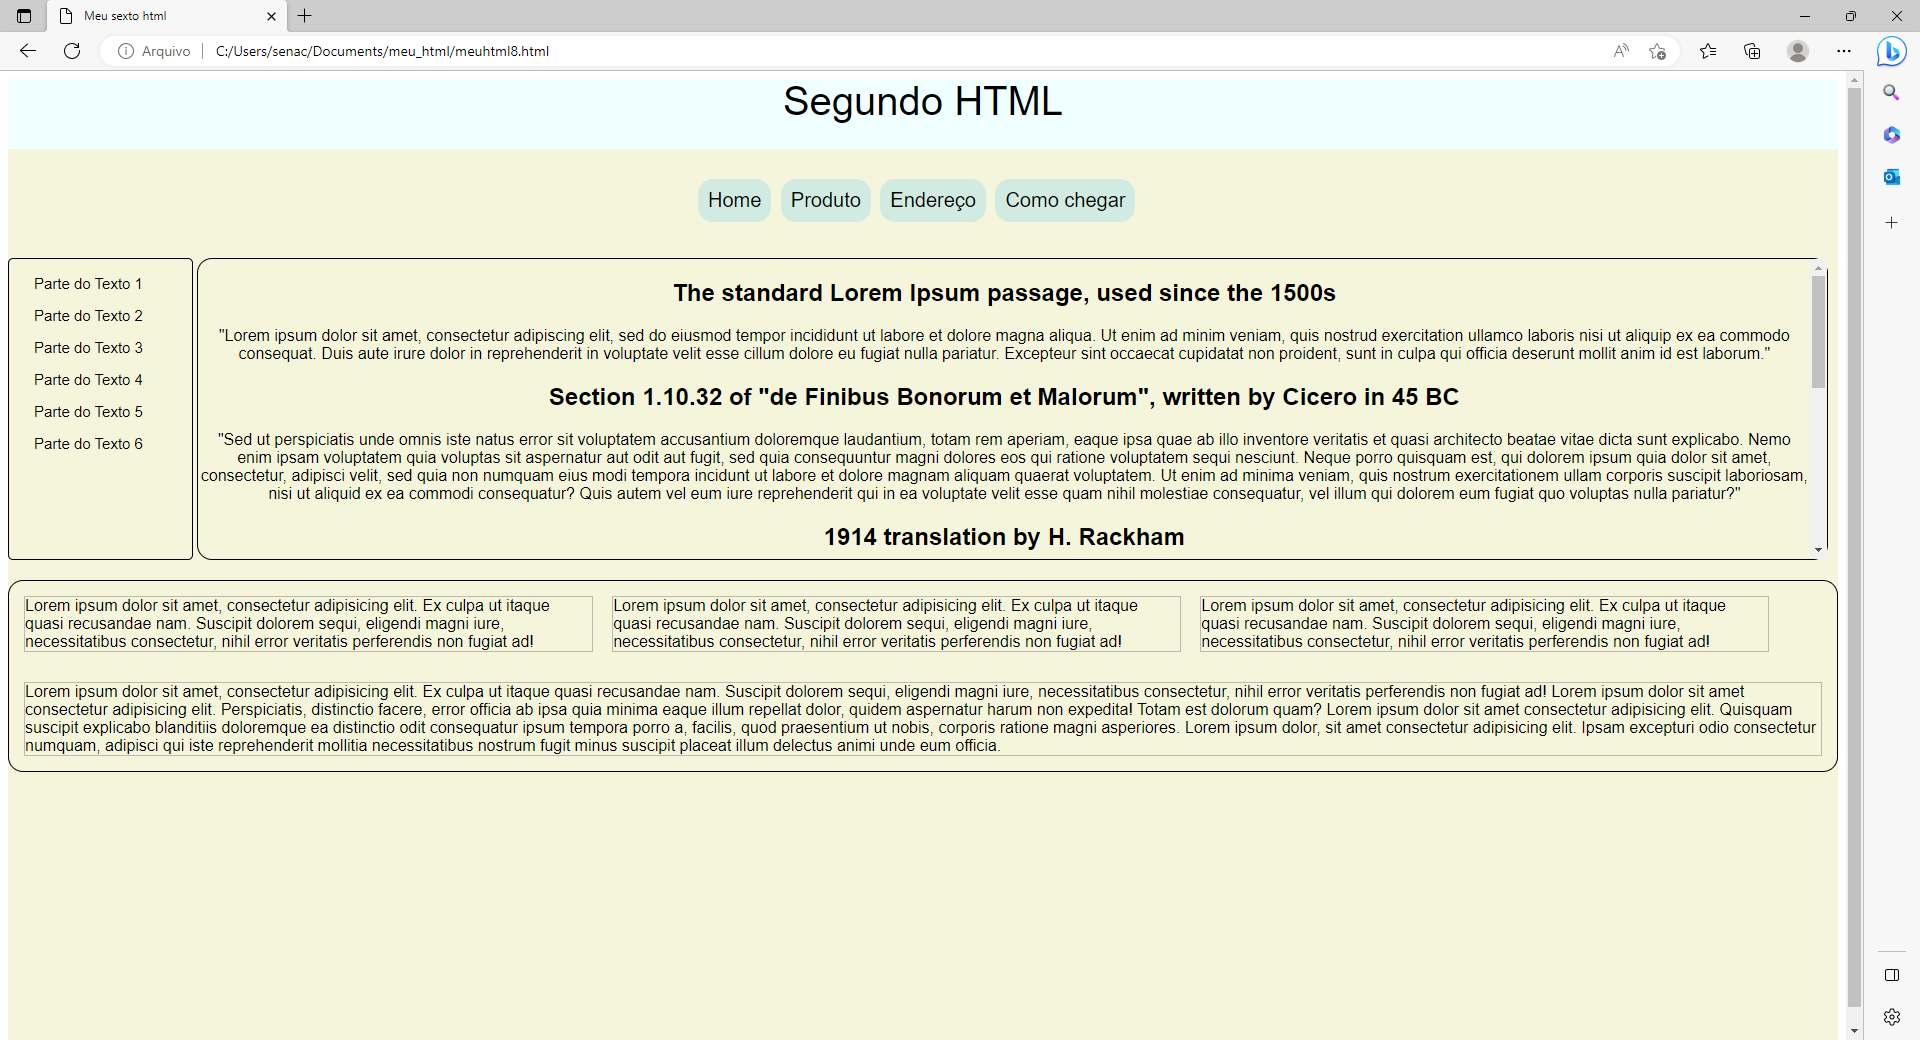 Meu sexto html
Arquivo
C:/Users/senac/Documents/meu_html/meuhtml8.html
Segundo HTML
Home Produto Endereço Como chegar
Parte do Texto 1
Parte do Texto 2
Parte do Texto 3
Parte do Texto 4
Parte do Texto 5
Parte do Texto 6
The standard Lorem Ipsum passage, used since the 1500s
"Lorem ipsum dolor sit amet, consectetur adipiscing elit, sed do eiusmod tempor incididunt ut labore et dolore magna aliqua. Ut enim ad minim veniam, quis nostrud exercitation ullamco laboris nisi ut aliquip ex ea commodo
consequat. Duis aute irure dolor in reprehenderit in voluptate velit esse cillum dolore eu fugiat nulla pariatur. Excepteur sint occaecat cupidatat non proident, sunt in culpa qui officia deserunt mollit anim id est laborum."
Section 1.10.32 of "de Finibus Bonorum et Malorum", written by Cicero in 45 BC
"Sed ut perspiciatis unde omnis iste natus error sit voluptatem accusantium doloremque laudantium, totam rem aperiam, eaque ipsa quae ab illo inventore veritatis et quasi architecto beatae vitae dicta sunt explicabo. Nemo
enim ipsam voluptatem quia voluptas sit aspernatur aut odit aut fugit, sed quia consequuntur magni dolores eos qui ratione voluptatem sequi nesciunt. Neque porro quisquam est, qui dolorem ipsum quia dolor sit amet,
consectetur, adipisci velit, sed quia non numquam eius modi tempora incidunt ut labore et dolore magnam aliquam quaerat voluptatem. Ut enim ad minima veniam, quis nostrum exercitationem ullam corporis suscipit laboriosam,
nisi ut aliquid ex ea commodi consequatur? Quis autem vel eum iure reprehenderit qui in ea voluptate velit esse quam nihil molestiae consequatur, vel illum qui dolorem eum fugiat quo voluptas nulla pariatur?"
1914 translation by H. Rackham
Lorem ipsum dolor sit amet, consectetur adipisicing elit. Ex culpa ut itaque
quasi recusandae nam. Suscipit dolorem sequi, eligendi magni iure,
necessitatibus consectetur, nihil error veritatis perferendis non fugiat ad!
Lorem ipsum dolor sit amet, consectetur adipisicing elit. Ex culpa ut itaque
quasi recusandae nam. Suscipit dolorem sequi, eligendi magni iure,
necessitatibus consectetur, nihil error veritatis perferendis non fugiat ad!
Lorem ipsum dolor sit amet, consectetur adipisicing elit. Ex culpa ut itaque
quasi recusandae nam. Suscipit dolorem sequi, eligendi magni iure,
necessitatibus consectetur, nihil error veritatis perferendis non fugiat ad!
Lorem ipsum dolor sit amet, consectetur adipisicing elit. Ex culpa ut itaque quasi recusandae nam. Suscipit dolorem sequi, eligendi magni iure, necessitatibus consectetur, nihil error veritatis perferendis non fugiat ad! Lorem ipsum dolor sit amet
consectetur adipisicing elit. Perspiciatis, distinctio facere, error officia ab ipsa quia minima eaque illum repellat dolor, quidem aspernatur harum non expedita! Totam est dolorum quam? Lorem ipsum dolor sit amet consectetur adipisicing elit. Quisquam
suscipit explicabo blanditiis doloremque ea distinctio odit consequatur ipsum tempora porro a, facilis, quod praesentium ut nobis, corporis ratione magni asperiores. Lorem ipsum dolor, sit amet consectetur adipisicing elit. Ipsam excepturi odio consectetur
numquam, adipisci qui iste reprehenderit mollitia necessitatibus nostrum fugit minus suscipit placeat illum delectus animi unde eum officia.